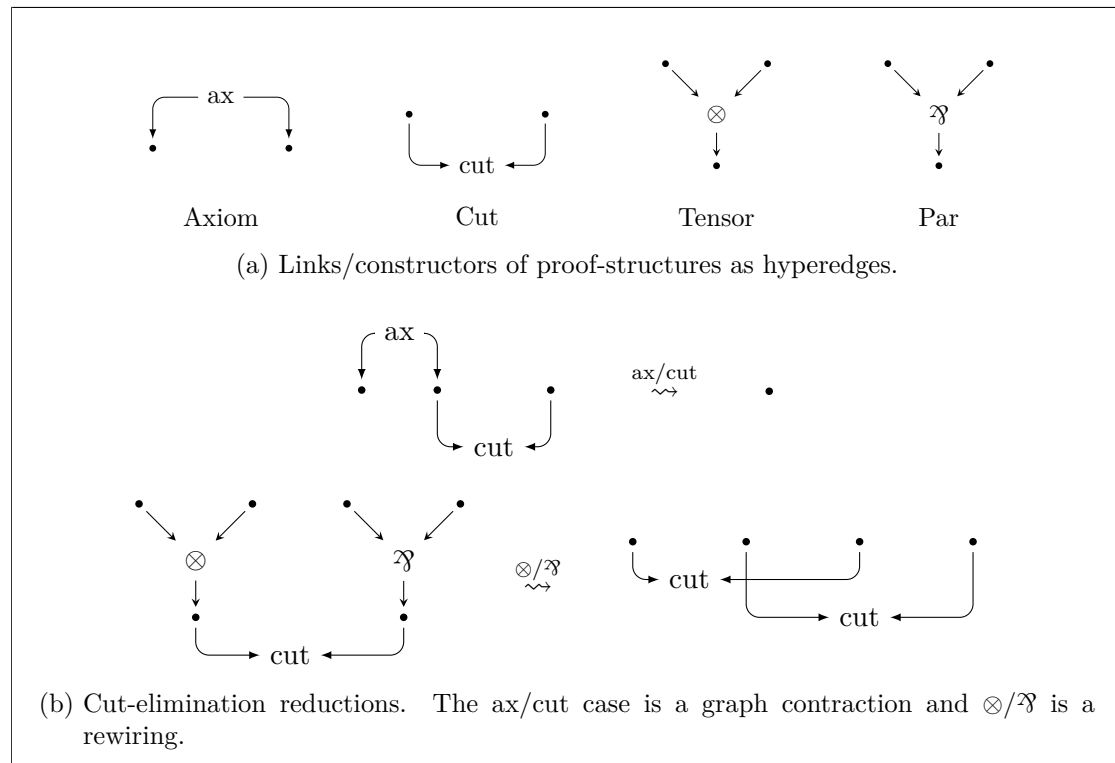 ax
cut
⊗
⅋
Axiom
Cut
Tensor
Par
(a) Links/constructors of proof-structures as hyperedges.
ax
cut
ax/cut
⊗
⅋
cut
⊗/⅋
cut
cut
(b) Cut-elimination reductions. The ax/cut case is a graph contraction and ⊗/⅋ is a
rewiring.